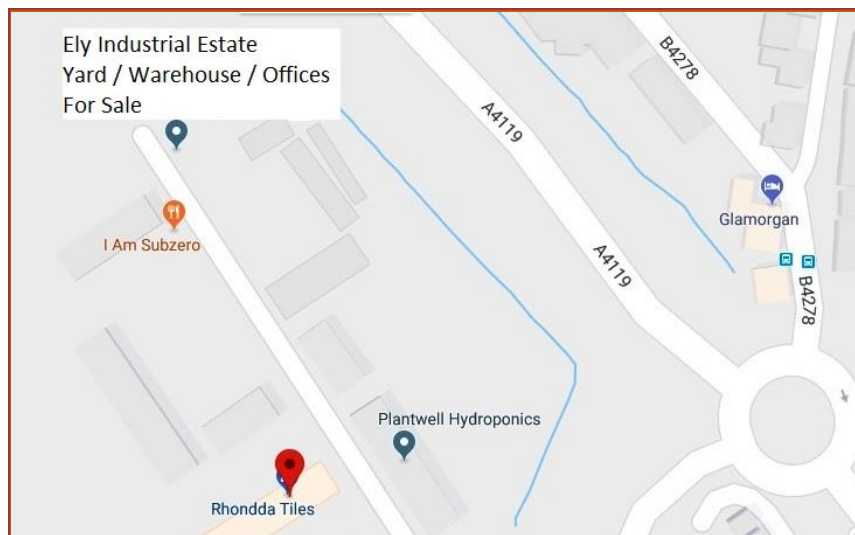 Ely Industrial Estate
Yard / Warehouse / Offices
For Sale
B4278
A4119
I Am Subzero
Glamorgan
A4119
B4278
Plantwell Hydroponics
Rhondda Tiles